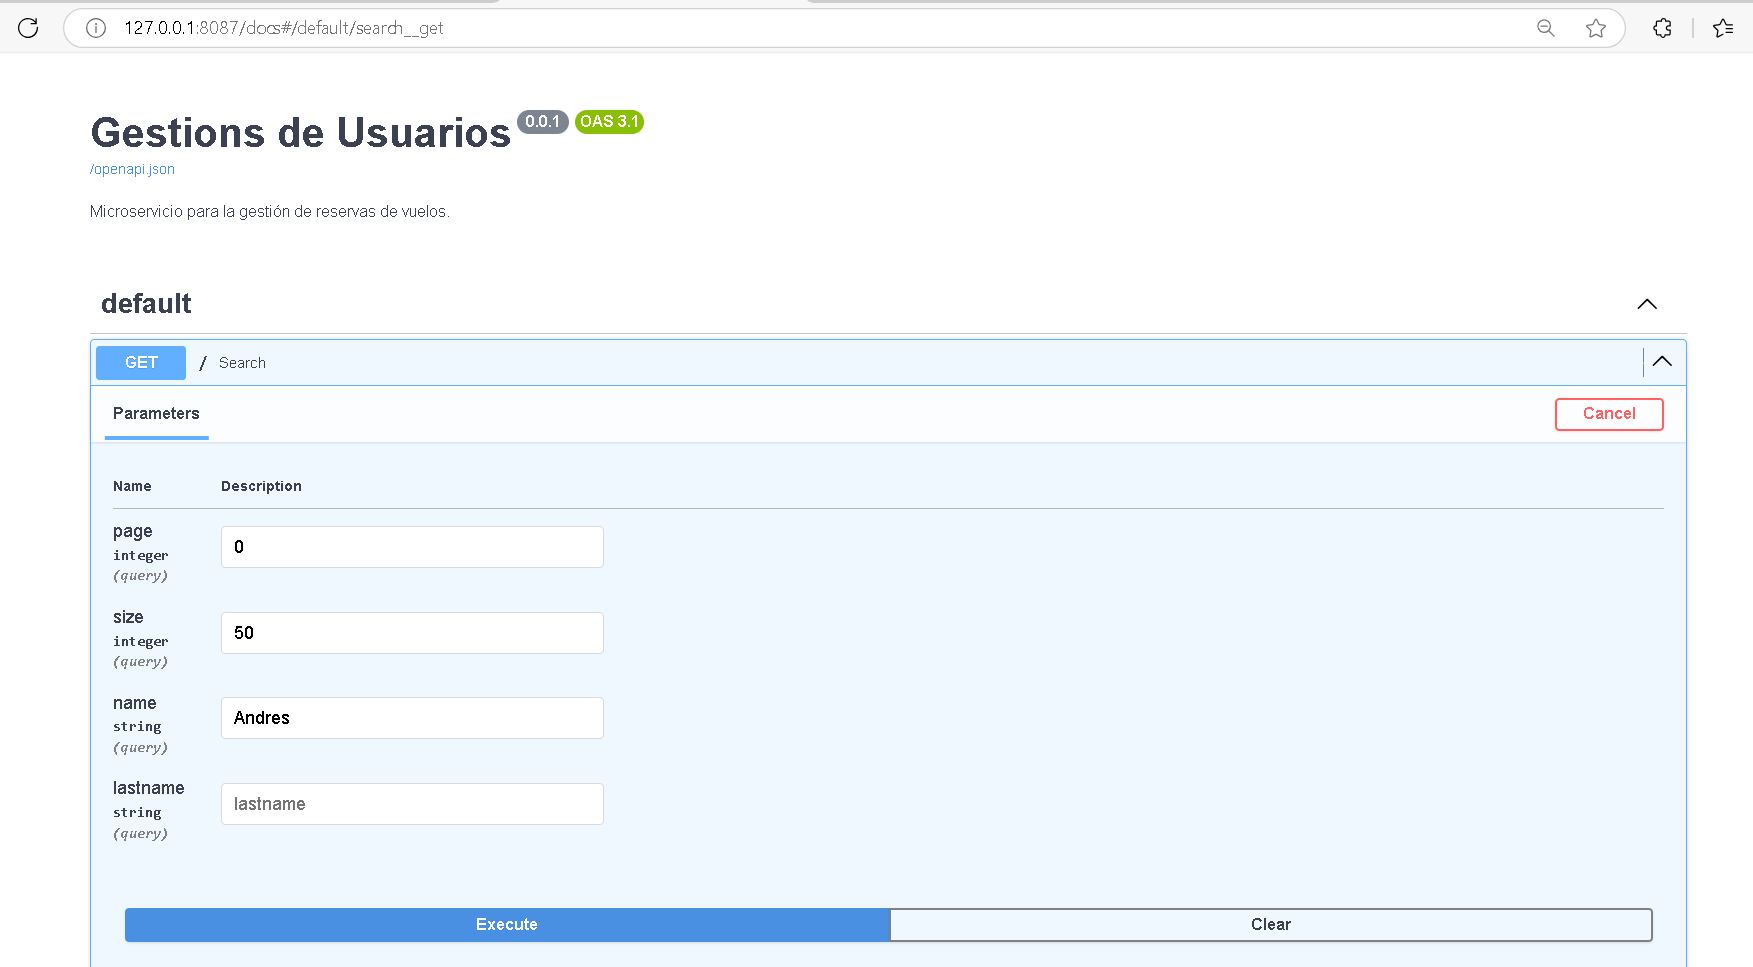 127.0.0.1:8087/docs#/default/search__get
Gestions de Usuarios 0.0.1 OAS 3.1
/openapi.json
Microservicio para la gestión de reservas de vuelos.
default
GET / Search
Parameters Cancel
Name Description
page
integer
(query)
0
size
integer
(query)
50
name
string
(query)
Andres
lastname
string
(query)
lastname
Execute Clear